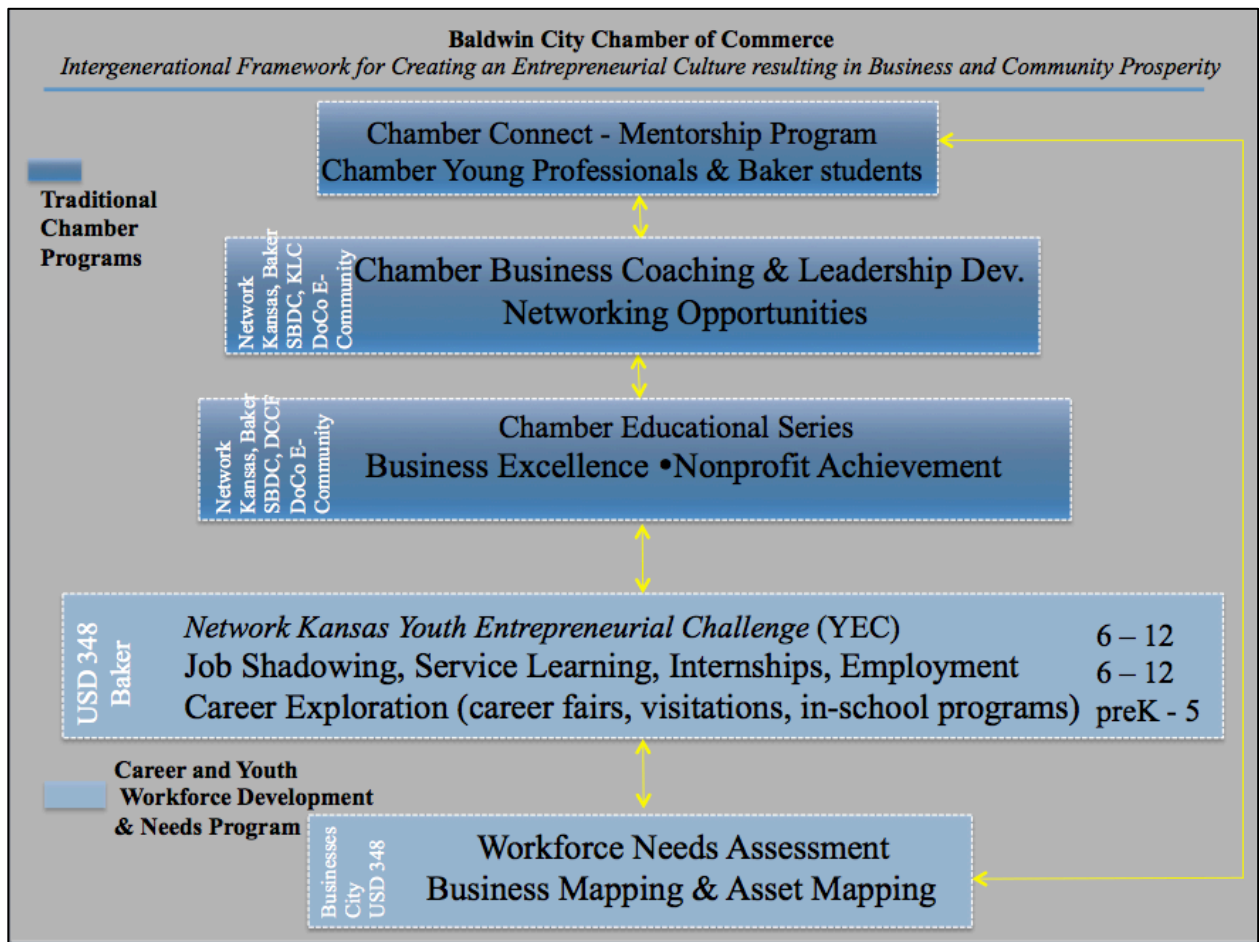 Baldwin City Chamber of Commerce
Intergenerational Framework for Creating an Entrepreneurial Culture resulting in Business and Community Prosperity
Chamber Connect - Mentorship Program
Chamber Young Professionals & Baker students
Traditional
Chamber
Programs
Network
Kansas, Baker
SBDC, KLC
DoCo E-
Community
Chamber Business Coaching & Leadership Dev.
Networking Opportunities
Network
Kansas, Baker
SBDC, DCCF
DoCo E-
Community
Chamber Educational Series
Business Excellence •Nonprofit Achievement
USD 348
Baker
Network Kansas Youth Entrepreneurial Challenge (YEC) 6 – 12
Job Shadowing, Service Learning, Internships, Employment 6 – 12
Career Exploration (career fairs, visitations, in-school programs) preK - 5
Career and Youth
Workforce Development
& Needs Program
Businesses
City
USD 348
Workforce Needs Assessment
Business Mapping & Asset Mapping